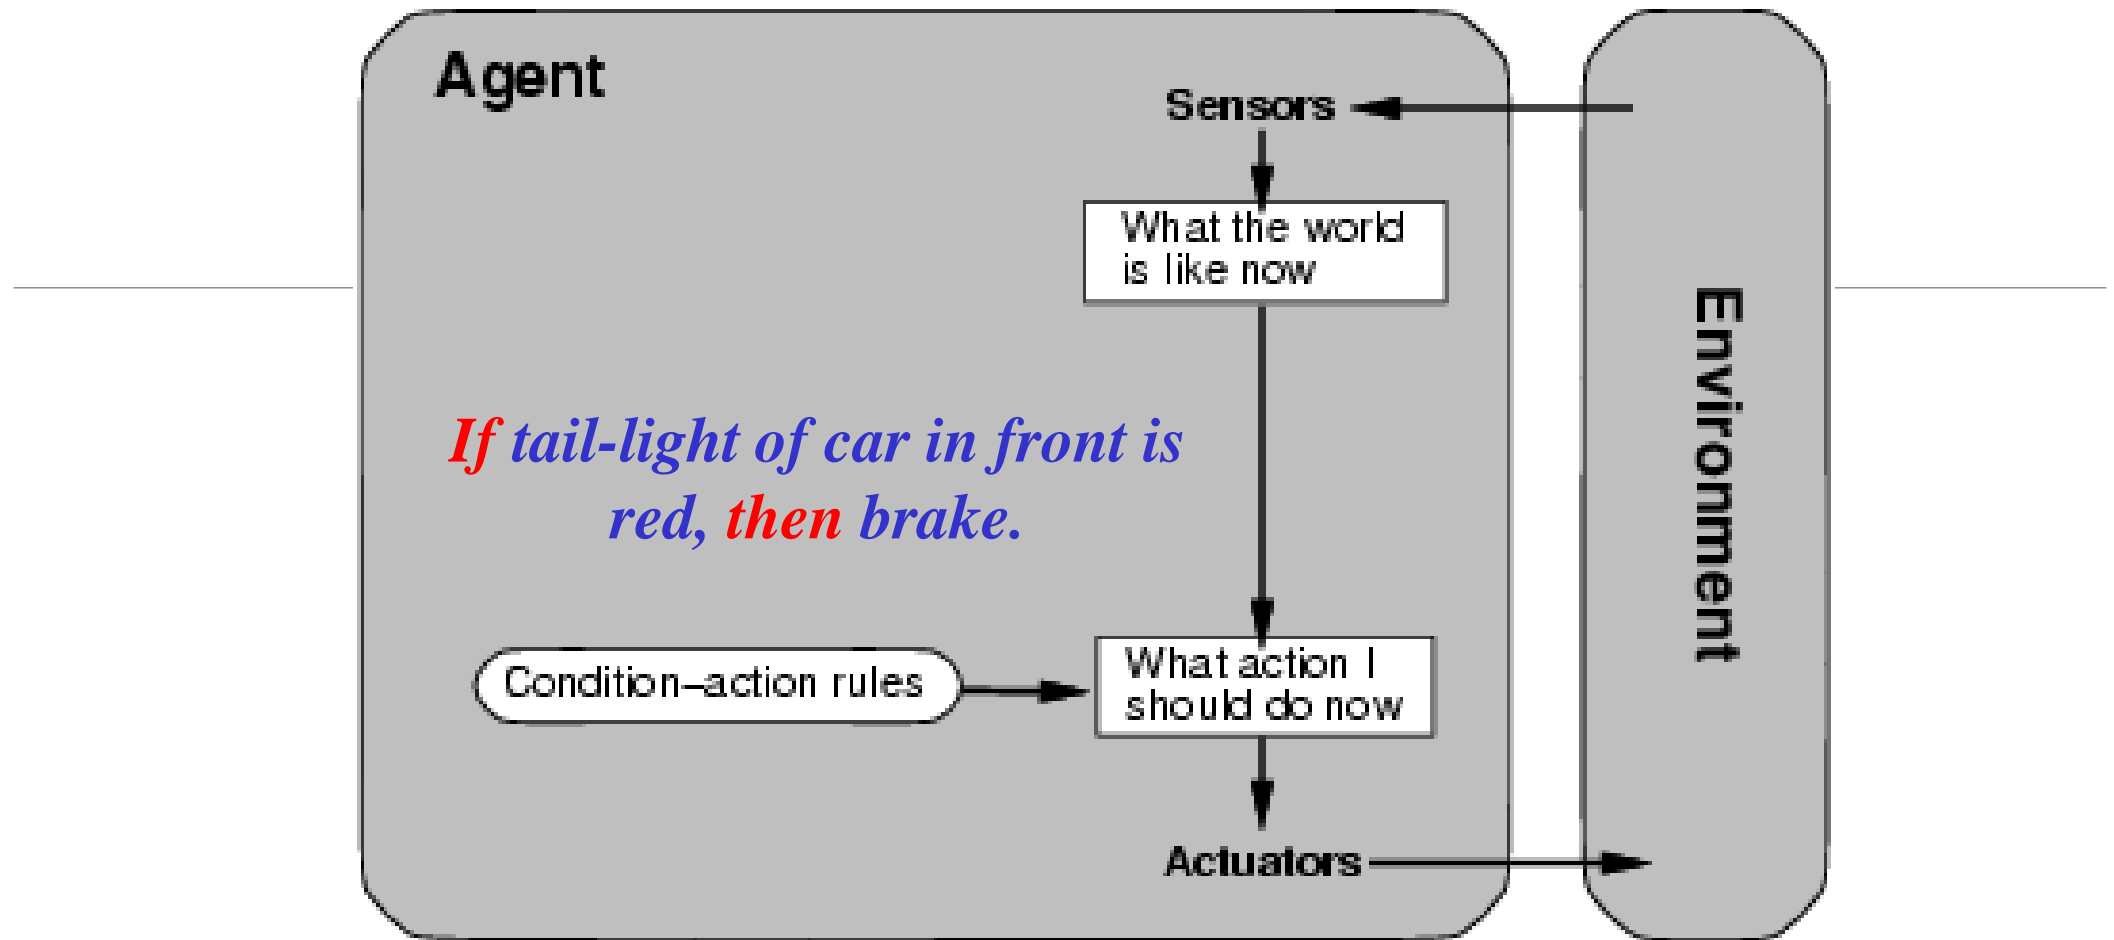 Agent
Sensors
What the world
is like now
Environment
If tail-light of car in front is
red, then brake.
Condition–action rules
What action I
should do now
Actuators